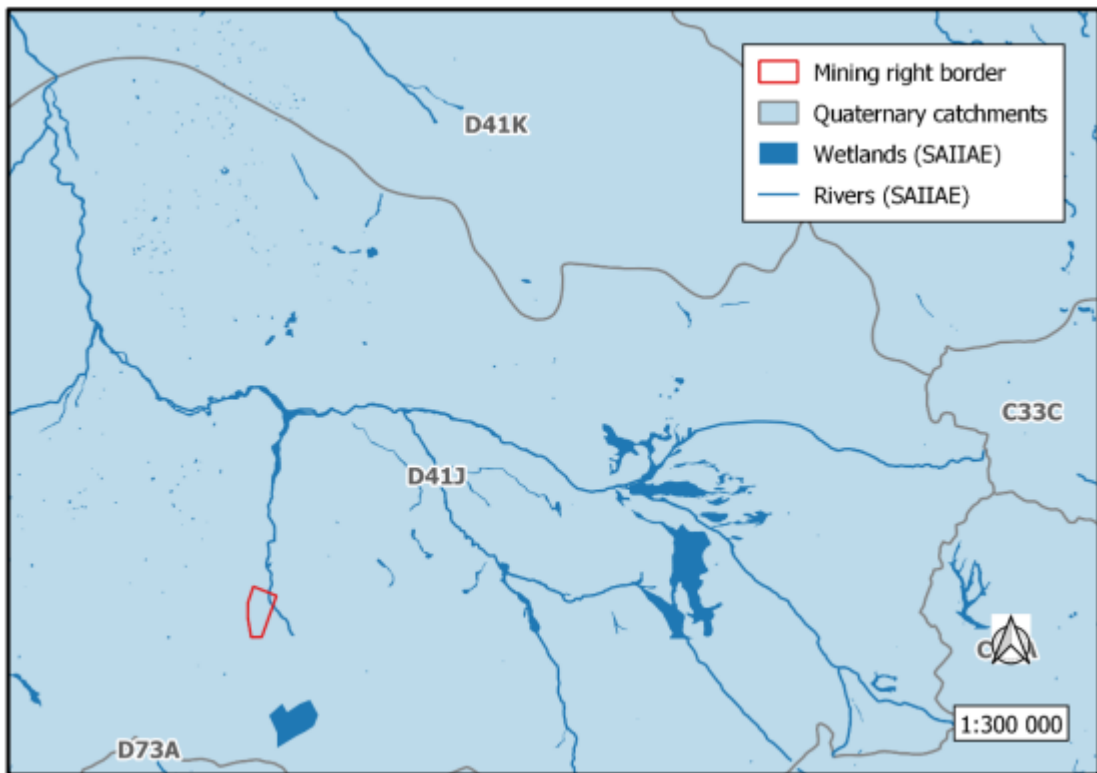 Mining right border
Quaternary catchments
Wetlands (SAIIAE)
Rivers (SAIIAE)
D41K
C33C
D41J
D73A
1:300 000